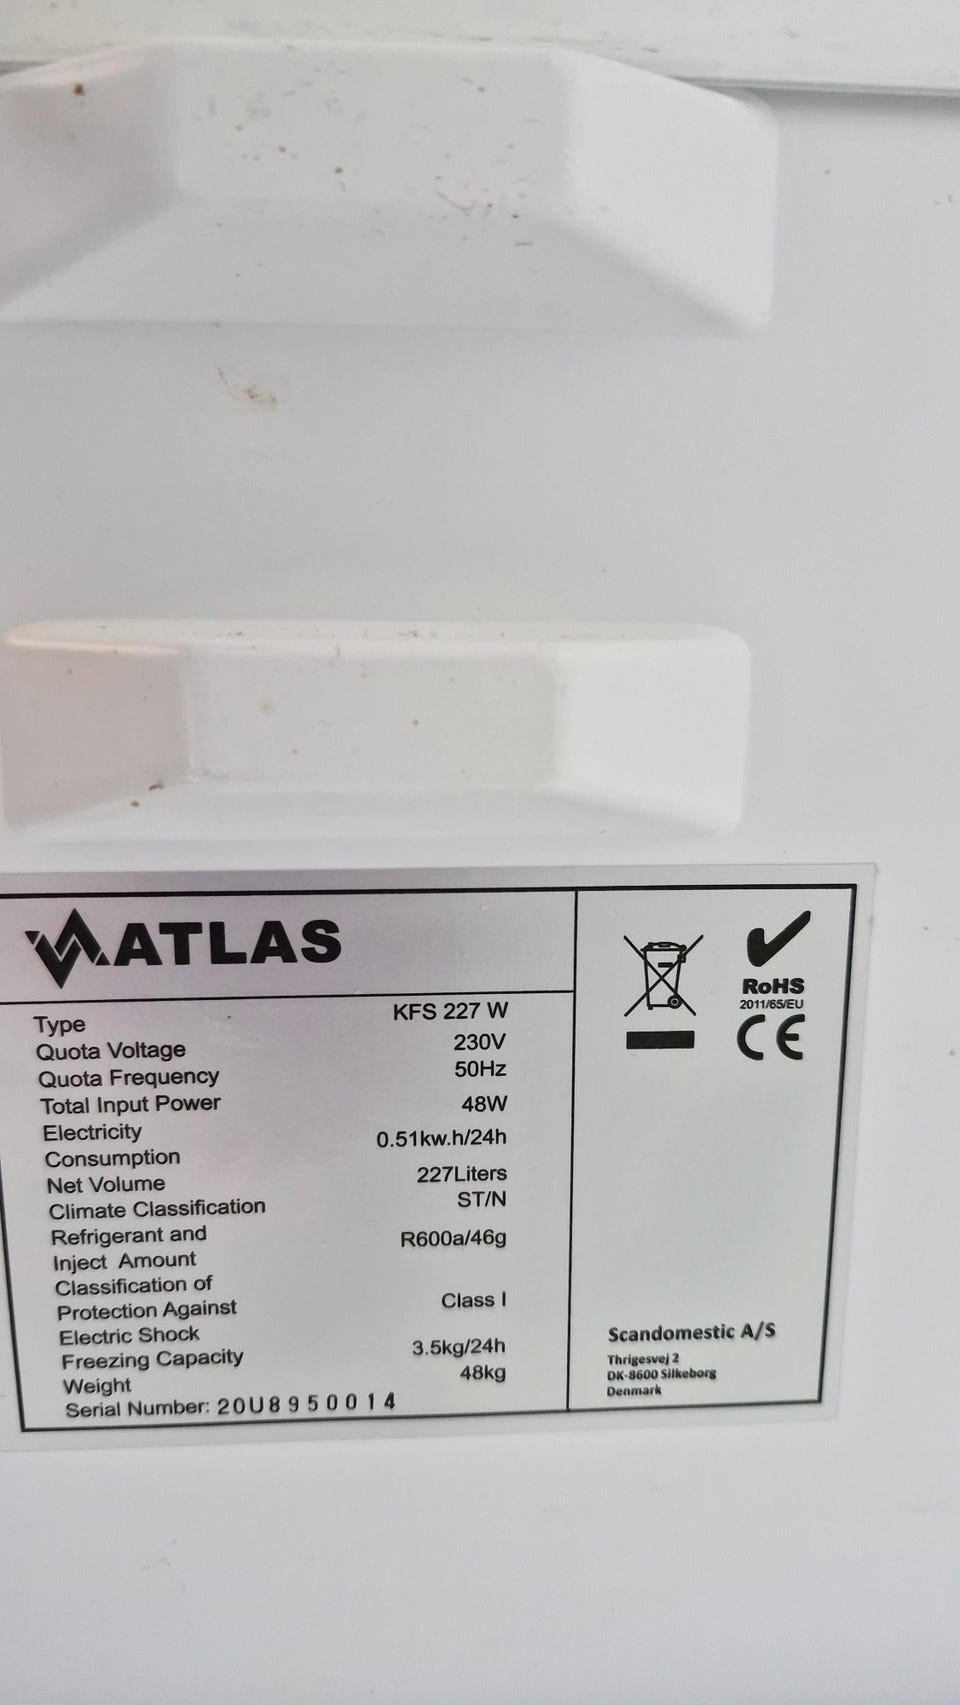 ATLAS
Type KFS 227 W
Quota Voltage 230V
Quota Frequency 50Hz
Total Input Power 48W
Electricity
Consumption 0.51kw.h/24h
Net Volume 227Liters
Climate Classification ST/N
Refrigerant and
Inject Amount R600a/46g
Classification of
Protection Against
Electric Shock Class I
Freezing Capacity 3.5kg/24h
Weight 48kg
Serial Number: 20U8950014
RoHS
2011/65/EU
CE
Scandomestic A/S
Thrigesvej 2
DK-8600 Silkeborg
Denmark